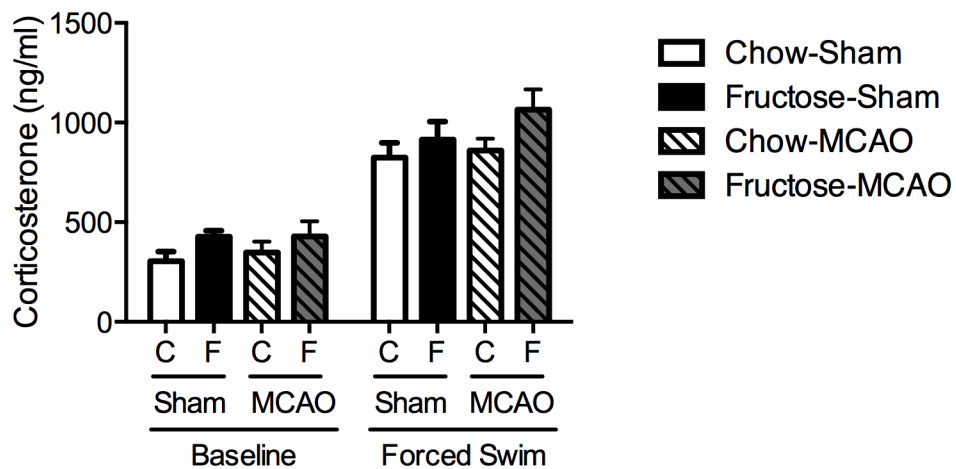 Corticosterone (ng/ml)
1500
1000
500
0
C F C F C F C F
Sham MCAO Sham MCAO
Baseline Forced Swim
Chow-Sham
Fructose-Sham
Chow-MCAO
Fructose-MCAO